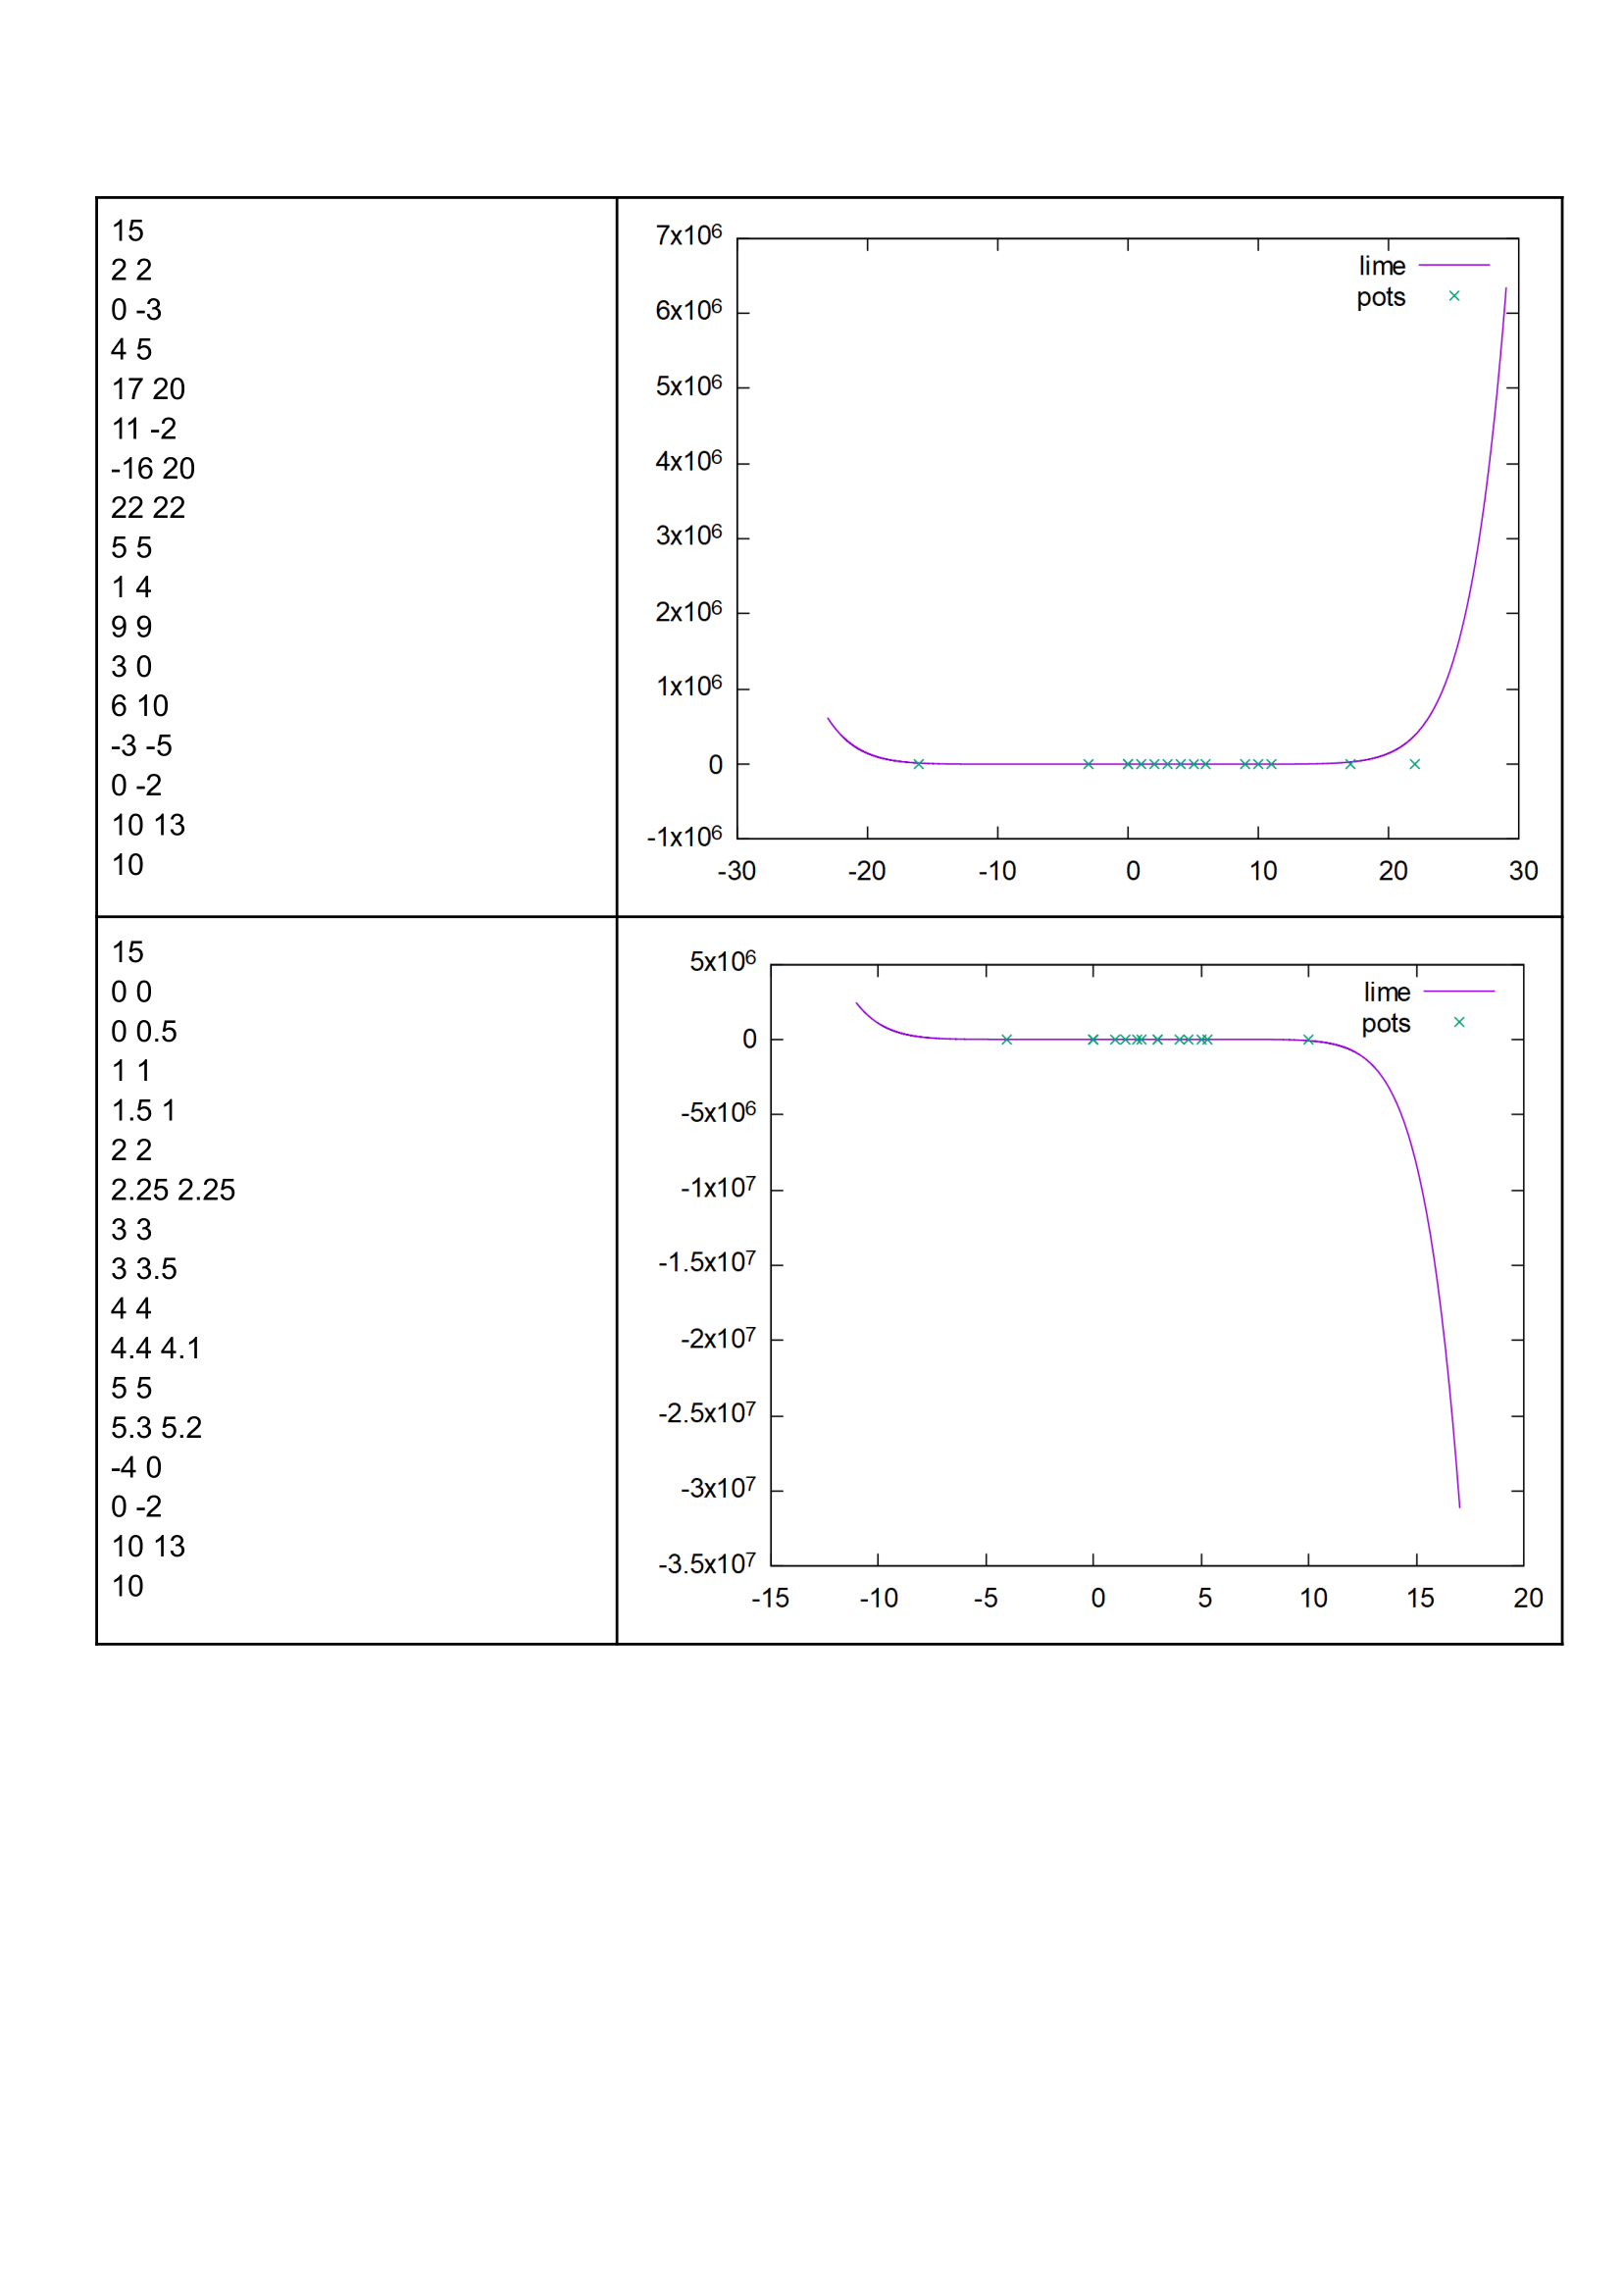 15
2 2
0 -3
4 5
17 20
11 -2
-16 20
22 22
5 5
1 4
9 9
3 0
6 10
-3 -5
0 -2
10 13
10
7x10⁶
6x10⁶
5x10⁶
4x10⁶
3x10⁶
2x10⁶
1x10⁶
0
-1x10⁶
-30 -20 -10 0 10 20 30
lime
pots
15
0 0
0 0.5
1 1
1.5 1
2 2
2.25 2.25
3 3
3 3.5
4 4
4.4 4.1
5 5
5.3 5.2
-4 0
0 -2
10 13
10
5x10⁶
0
-5x10⁶
-1x10⁷
-1.5x10⁷
-2x10⁷
-2.5x10⁷
-3x10⁷
-3.5x10⁷
-15 -10 -5 0 5 10 15 20
lime
pots